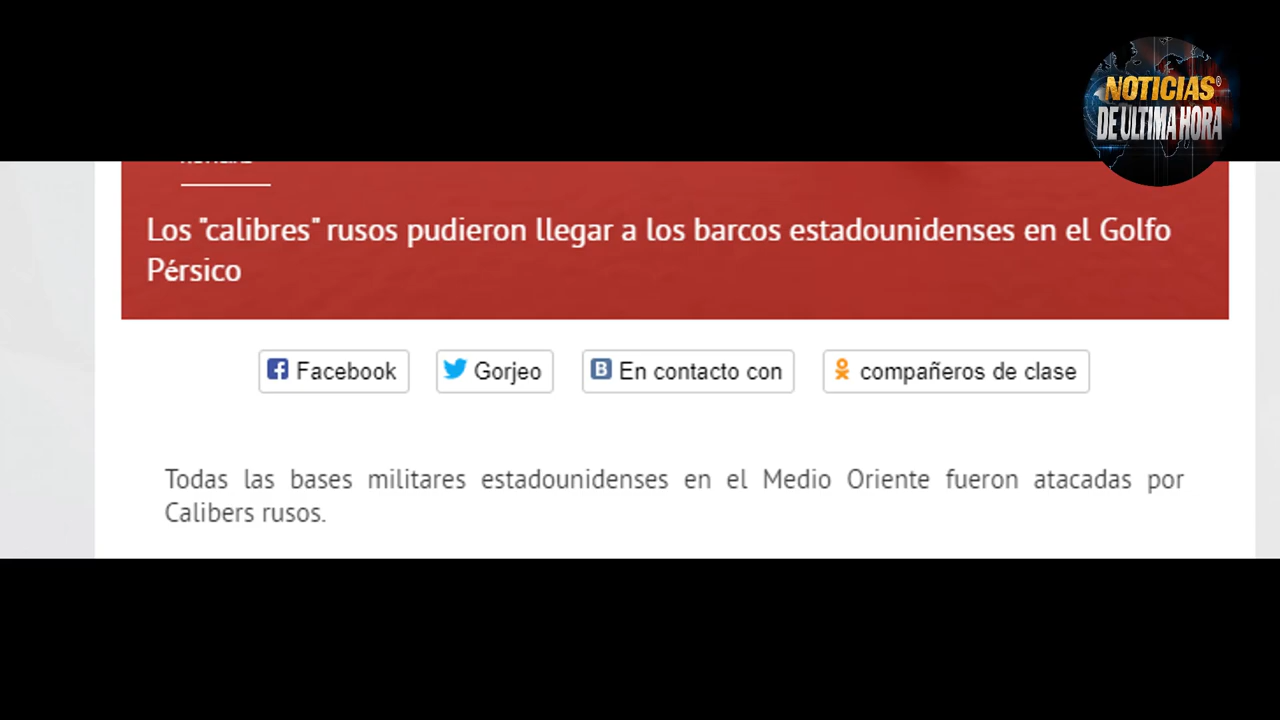 NOTICIAS
DE ULTIMA HORA
Los "calibres" rusos pudieron llegar a los barcos estadounidenses en el Golfo
Pérsico
Facebook
Gorjeo
En contacto con
compañeros de clase
Todas las bases militares estadounidenses en el Medio Oriente fueron atacadas por
Calibers rusos.